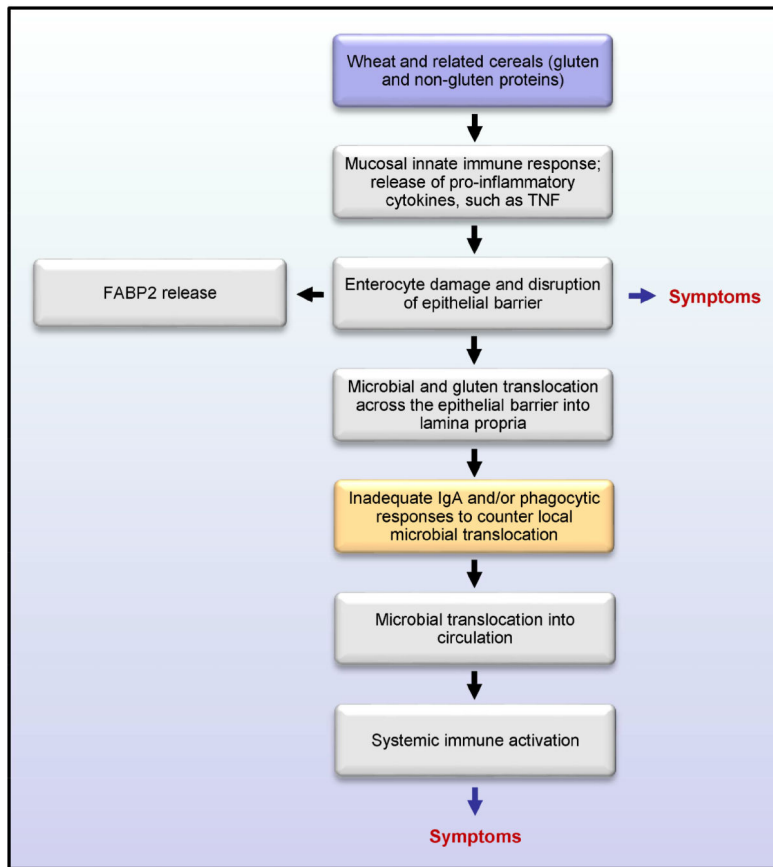 Wheat and related cereals (gluten
and non-gluten proteins)
Mucosal innate immune response;
release of pro-inflammatory
cytokines, such as TNF
FABP2 release
Enterocyte damage and disruption
of epithelial barrier
Symptoms
Microbial and gluten translocation
across the epithelial barrier into
lamina propria
Inadequate IgA and/or phagocytic
responses to counter local
microbial translocation
Microbial translocation into
circulation
Systemic immune activation
Symptoms